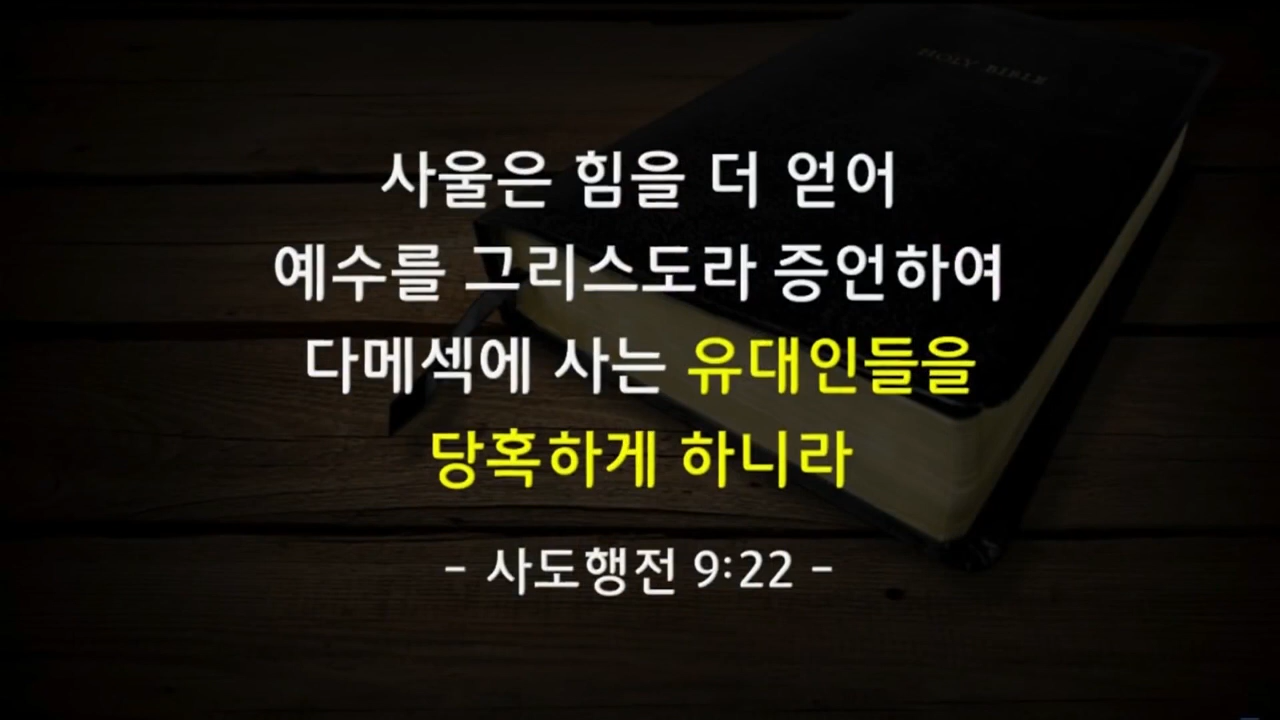 HOLY BIBLE
사울은 힘을 더 얻어
예수를 그리스도라 증언하여
다메섹에 사는 유대인들을
당혹하게 하니라
- 사도행전 9:22 -